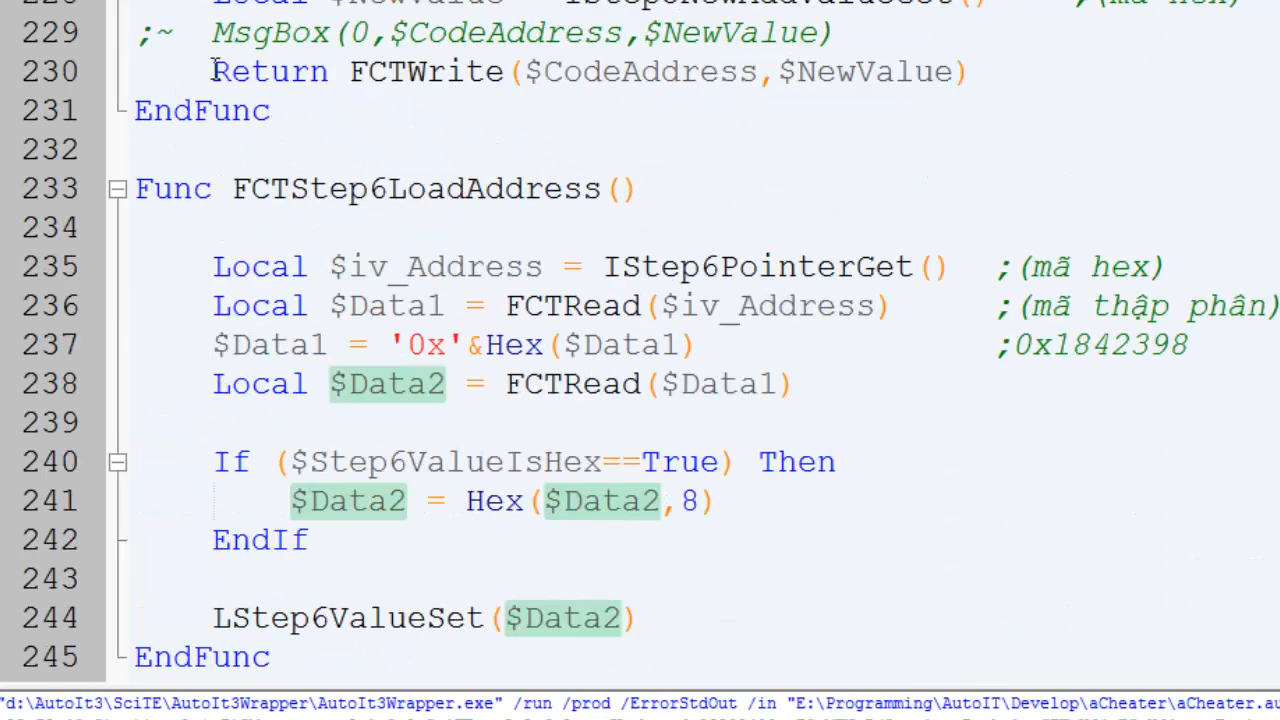 229 ;~ MsgBox(0,$CodeAddress,$NewValue)
230 Return FCTWrite($CodeAddress,$NewValue)
231 EndFunc
232
233 Func FCTStep6LoadAddress()
234
235 Local $iv_Address = IStep6PointerGet() ;(mã hex)
236 Local $Data1 = FCTRead($iv_Address) ;(mã thập phân)
237 $Data1 = '0x'&Hex($Data1) ;0x1842398
238 Local $Data2 = FCTRead($Data1)
239
240 If ($Step6ValueIsHex==True) Then
241 $Data2 = Hex($Data2,8)
242 EndIf
243
244 LStep6ValueSet($Data2)
245 EndFunc
"d:\AutoIt3\SciTE\AutoIt3Wrapper\AutoIt3Wrapper.exe" /run /prod /ErrorStdOut /in "E:\Programming\AutoIT\Develop\aCheater\aCheater.au